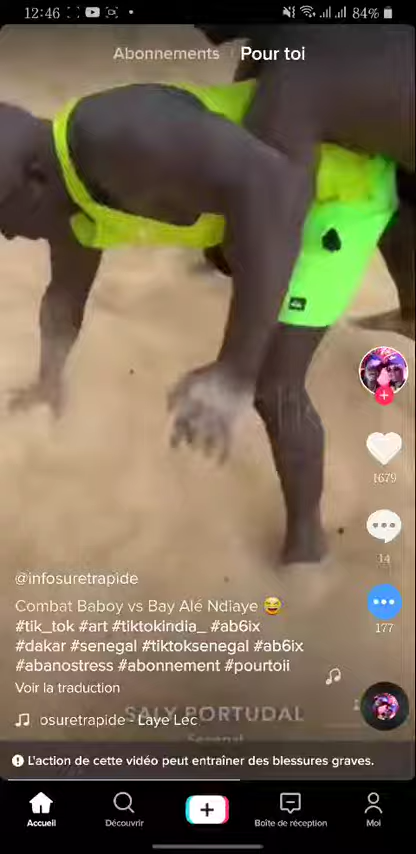 12:46
84%
Abonnements
Pour toi
1679
14
177
@infosuretrapide
Combat Baboy vs Bay Alé Ndiaye 😂
#tik_tok #art #tiktokindia_ #ab6ix
#dakar #senegal #tiktoksenegal #ab6ix
#abanostress #abonnement #pourtoii
Voir la traduction
SALY PORTUDAL
Senegal
osuretrapide - Laye Lec
L'action de cette vidéo peut entraîner des blessures graves.
Accueil
Découvrir
Boîte de réception
Moi